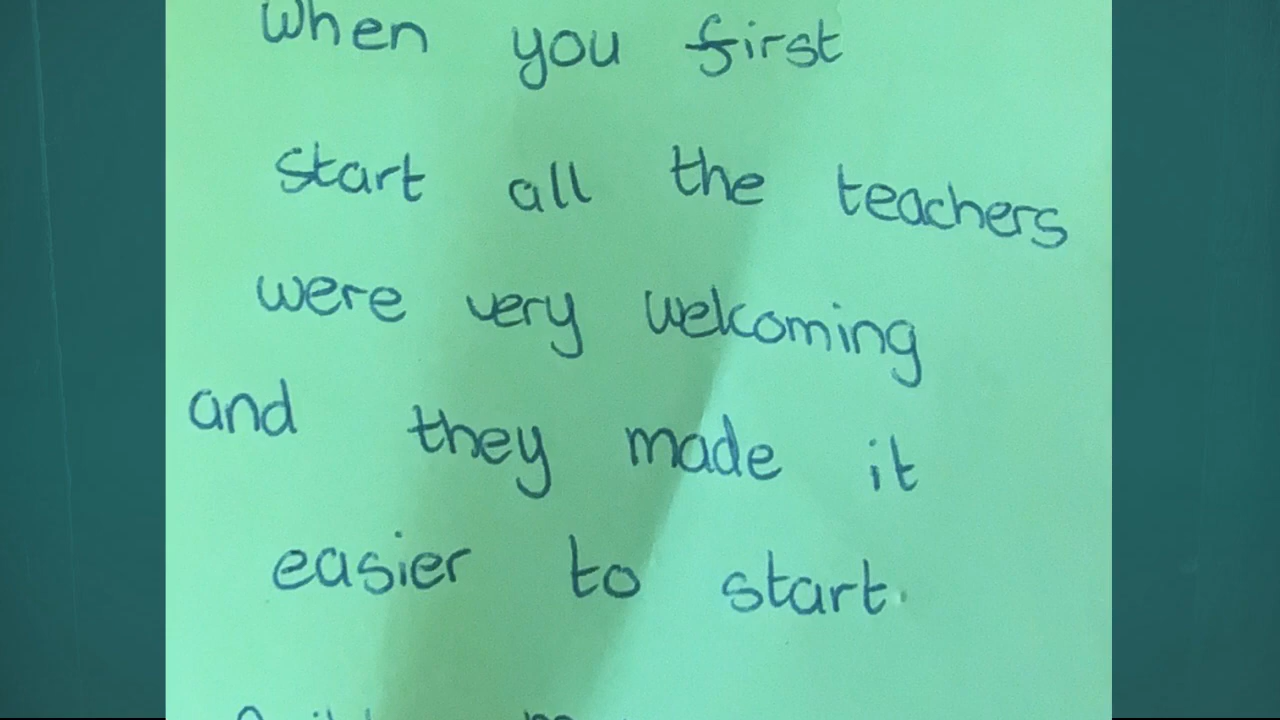 When you first
start all the teachers
were very welcoming
and they made it
easier to start.